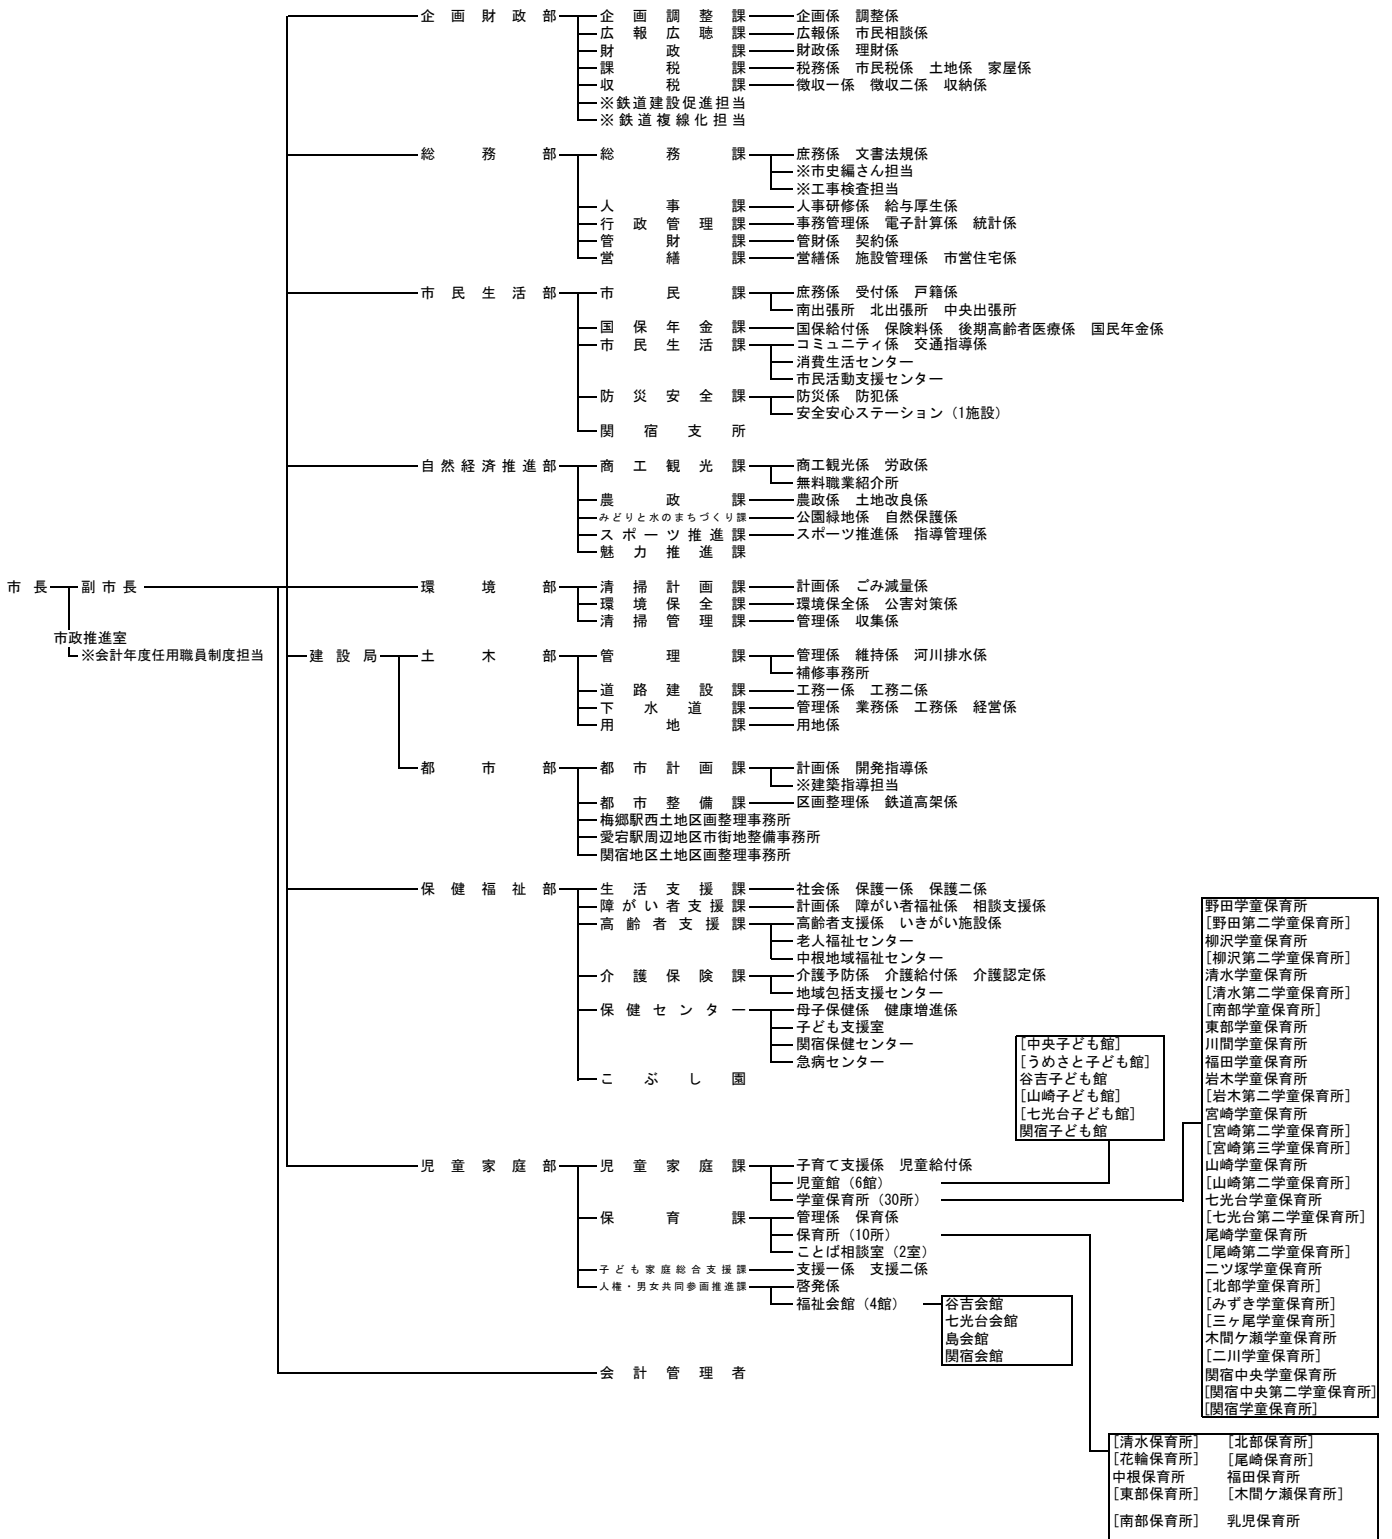 企画財政部 企画調整課 企画係 調整係
広報広聴課 広報係 市民相談係
財政課 財政係 理財係
課税課 税務係 市民税係 土地係 家屋係
収税課 徴収一係 徴収二係 収納係
※鉄道建設促進担当
※鉄道複線化担当
総務部 総務課 庶務係 文書法規係
※市史編さん担当
※工事検査担当
人事課 人事研修係 給与厚生係
行政管理課 事務管理係 電子計算係 統計係
管財課 管財係 契約係
営繕課 営繕係 施設管理係 市営住宅係
市民生活部 市民課 庶務係 受付係 戸籍係
南出張所 北出張所 中央出張所
国保年金課 国保給付係 保険料係 後期高齢者医療係 国民年金係
市民生活課 コミュニティ係 交通指導係
消費生活センター
市民活動支援センター
防災安全課 防災係 防犯係
安全安心ステーション（1施設）
関宿支所
自然経済推進部 商工観光課 商工観光係 労政係
無料職業紹介所
農政課 農政係 土地改良係
みどりと水のまちづくり課 公園緑地係 自然保護係
スポーツ推進課 スポーツ推進係 指導管理係
魅力推進課
市長 副市長 環境部 清掃計画課 計画係 ごみ減量係
環境保全課 環境保全係 公害対策係
清掃管理課 管理係 収集係
市政推進室
※会計年度任用職員制度担当 建設局 土木部 管理課 管理係 維持係 河川排水係
補修事務所
道路建設課 工務一係 工務二係
下水道課 管理係 業務係 工務係 経営係
用地課 用地係
都市部 都市計画課 計画係 開発指導係
※建築指導担当
都市整備課 区画整理係 鉄道高架係
梅郷駅西土地区画整理事務所
愛宕駅周辺地区市街地整備事務所
関宿地区土地区画整理事務所
保健福祉部 生活支援課 社会係 保護一係 保護二係
障がい者支援課 計画係 障がい者福祉係 相談支援係
高齢者支援課 高齢者支援係 いきがい施設係
老人福祉センター
中根地域福祉センター
介護保険課 介護予防係 介護給付係 介護認定係
地域包括支援センター
保健センター 母子保健係 健康増進係
子ども支援室
関宿保健センター
急病センター
こぶし園
児童家庭部 児童家庭課 子育て支援係 児童給付係
児童館（6館）
学童保育所（30所）
保育課 管理係 保育係
保育所（10所）
ことば相談室（2室）
子ども家庭総合支援課 支援一係 支援二係
人権・男女共同参画推進課 啓発係
福祉会館（4館）
谷吉会館
七光台会館
島会館
関宿会館
会計管理者
[中央子ども館]
[うめさと子ども館]
谷吉子ども館
[山崎子ども館]
[七光台子ども館]
関宿子ども館
野田学童保育所
[野田第二学童保育所]
柳沢学童保育所
[柳沢第二学童保育所]
清水学童保育所
[清水第二学童保育所]
[南部学童保育所]
東部学童保育所
川間学童保育所
福田学童保育所
岩木学童保育所
[岩木第二学童保育所]
宮崎学童保育所
[宮崎第二学童保育所]
[宮崎第三学童保育所]
山崎学童保育所
[山崎第二学童保育所]
七光台学童保育所
[七光台第二学童保育所]
尾崎学童保育所
[尾崎第二学童保育所]
二ツ塚学童保育所
[北部学童保育所]
[みずき学童保育所]
[三ヶ尾学童保育所]
木間ケ瀬学童保育所
[二川学童保育所]
関宿中央学童保育所
[関宿中央第二学童保育所]
[関宿学童保育所]
[清水保育所] [北部保育所]
[花輪保育所] [尾崎保育所]
中根保育所 福田保育所
[東部保育所] [木間ケ瀬保育所]
[南部保育所] 乳児保育所